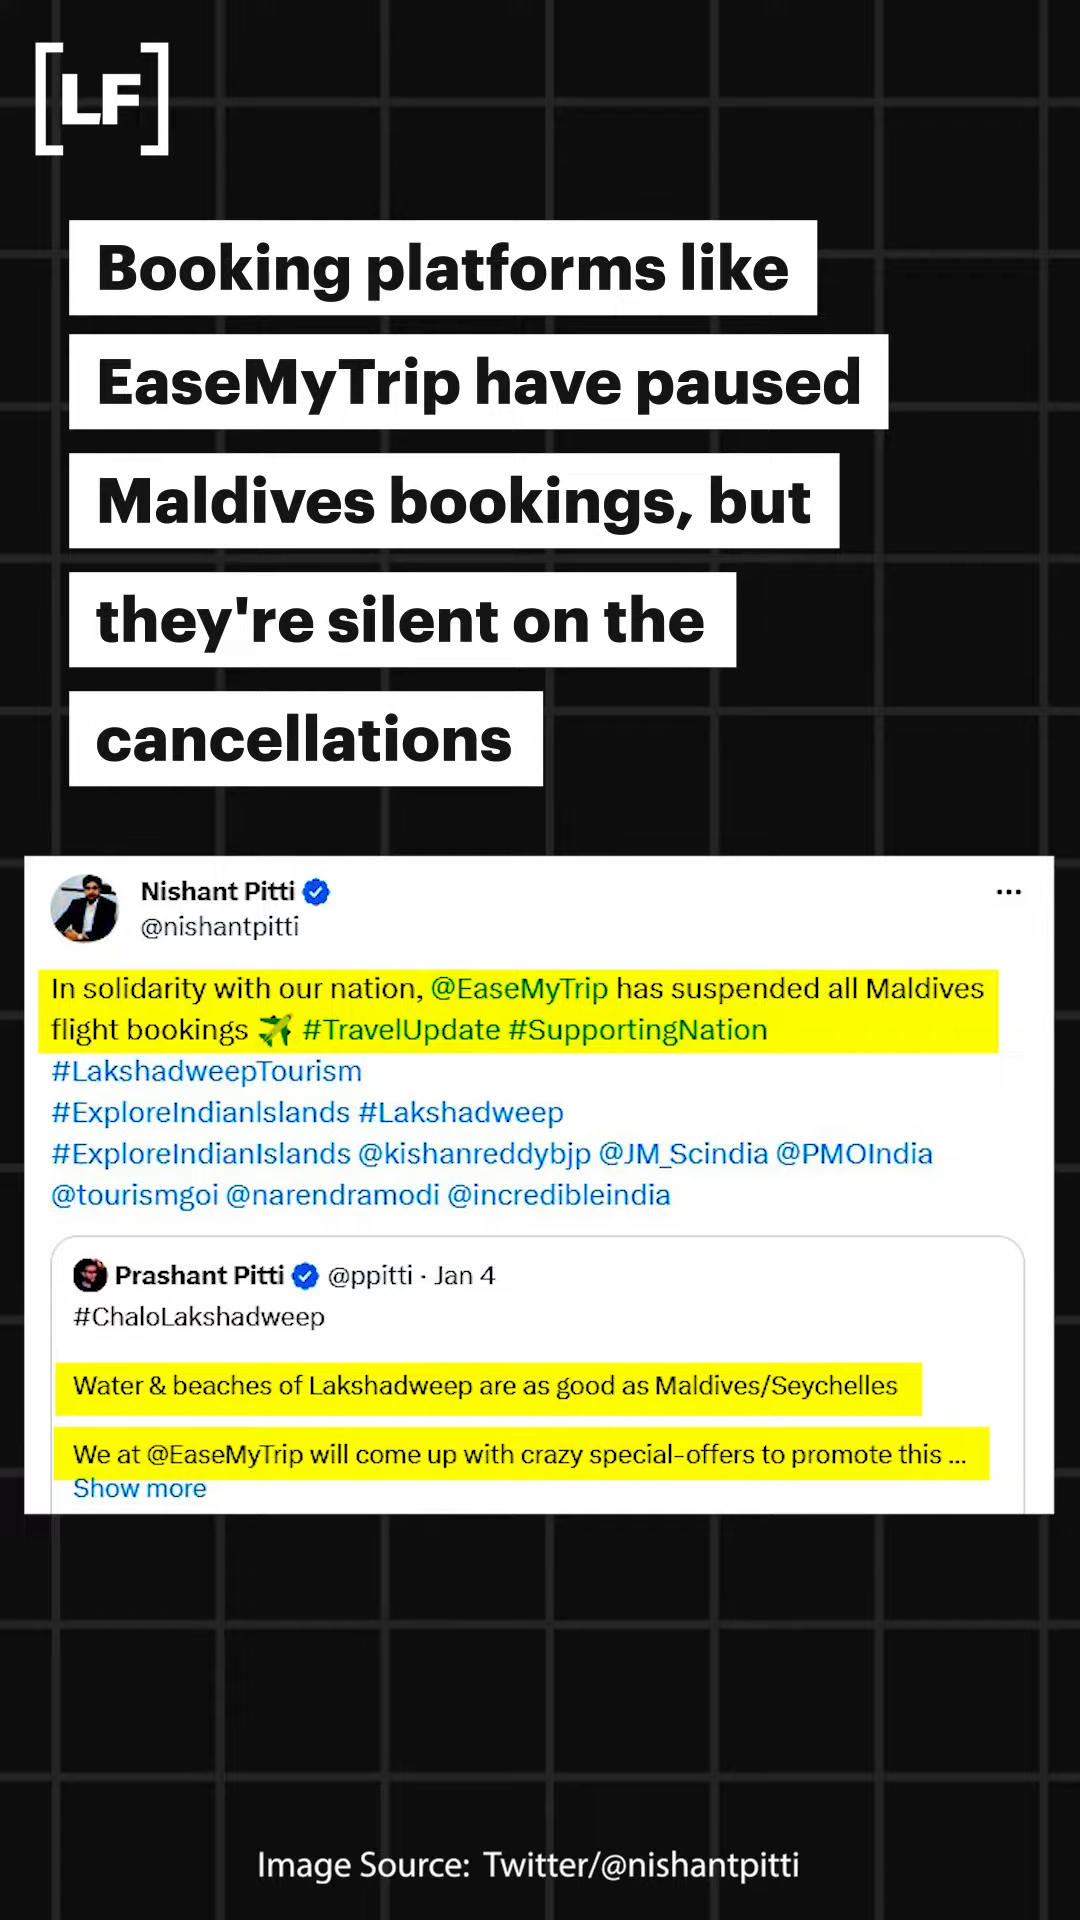 [LF]
Booking platforms like
EaseMyTrip have paused
Maldives bookings, but
they're silent on the
cancellations
Nishant Pitti
@nishantpitti
In solidarity with our nation, @EaseMyTrip has suspended all Maldives
flight bookings ✈️ #TravelUpdate #SupportingNation
#LakshadweepTourism
#ExploreIndianIslands #Lakshadweep
#ExploreIndianIslands @kishanreddybjp @JM_Scindia @PMOIndia
@tourismgoi @narendramodi @incredibleindia
Prashant Pitti @ppitti · Jan 4
#ChaloLakshadweep
Water & beaches of Lakshadweep are as good as Maldives/Seychelles
We at @EaseMyTrip will come up with crazy special-offers to promote this ...
Show more
Image Source: Twitter/@nishantpitti